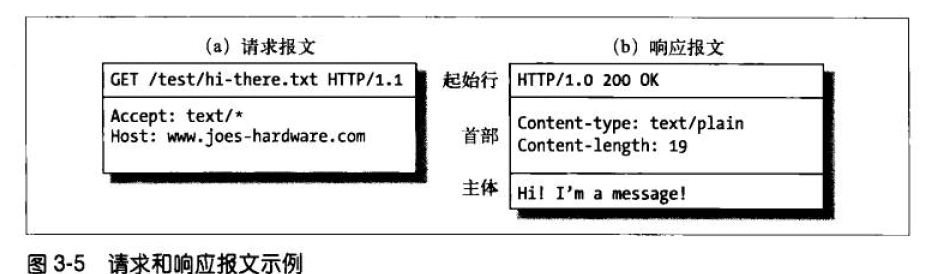 (a) 请求报文
(b) 响应报文
GET /test/hi-there.txt HTTP/1.1
起始行
HTTP/1.0 200 OK
Accept: text/*
Host: www.joes-hardware.com
首部
Content-type: text/plain
Content-length: 19
主体
Hi! I'm a message!
图 3-5 请求和响应报文示例